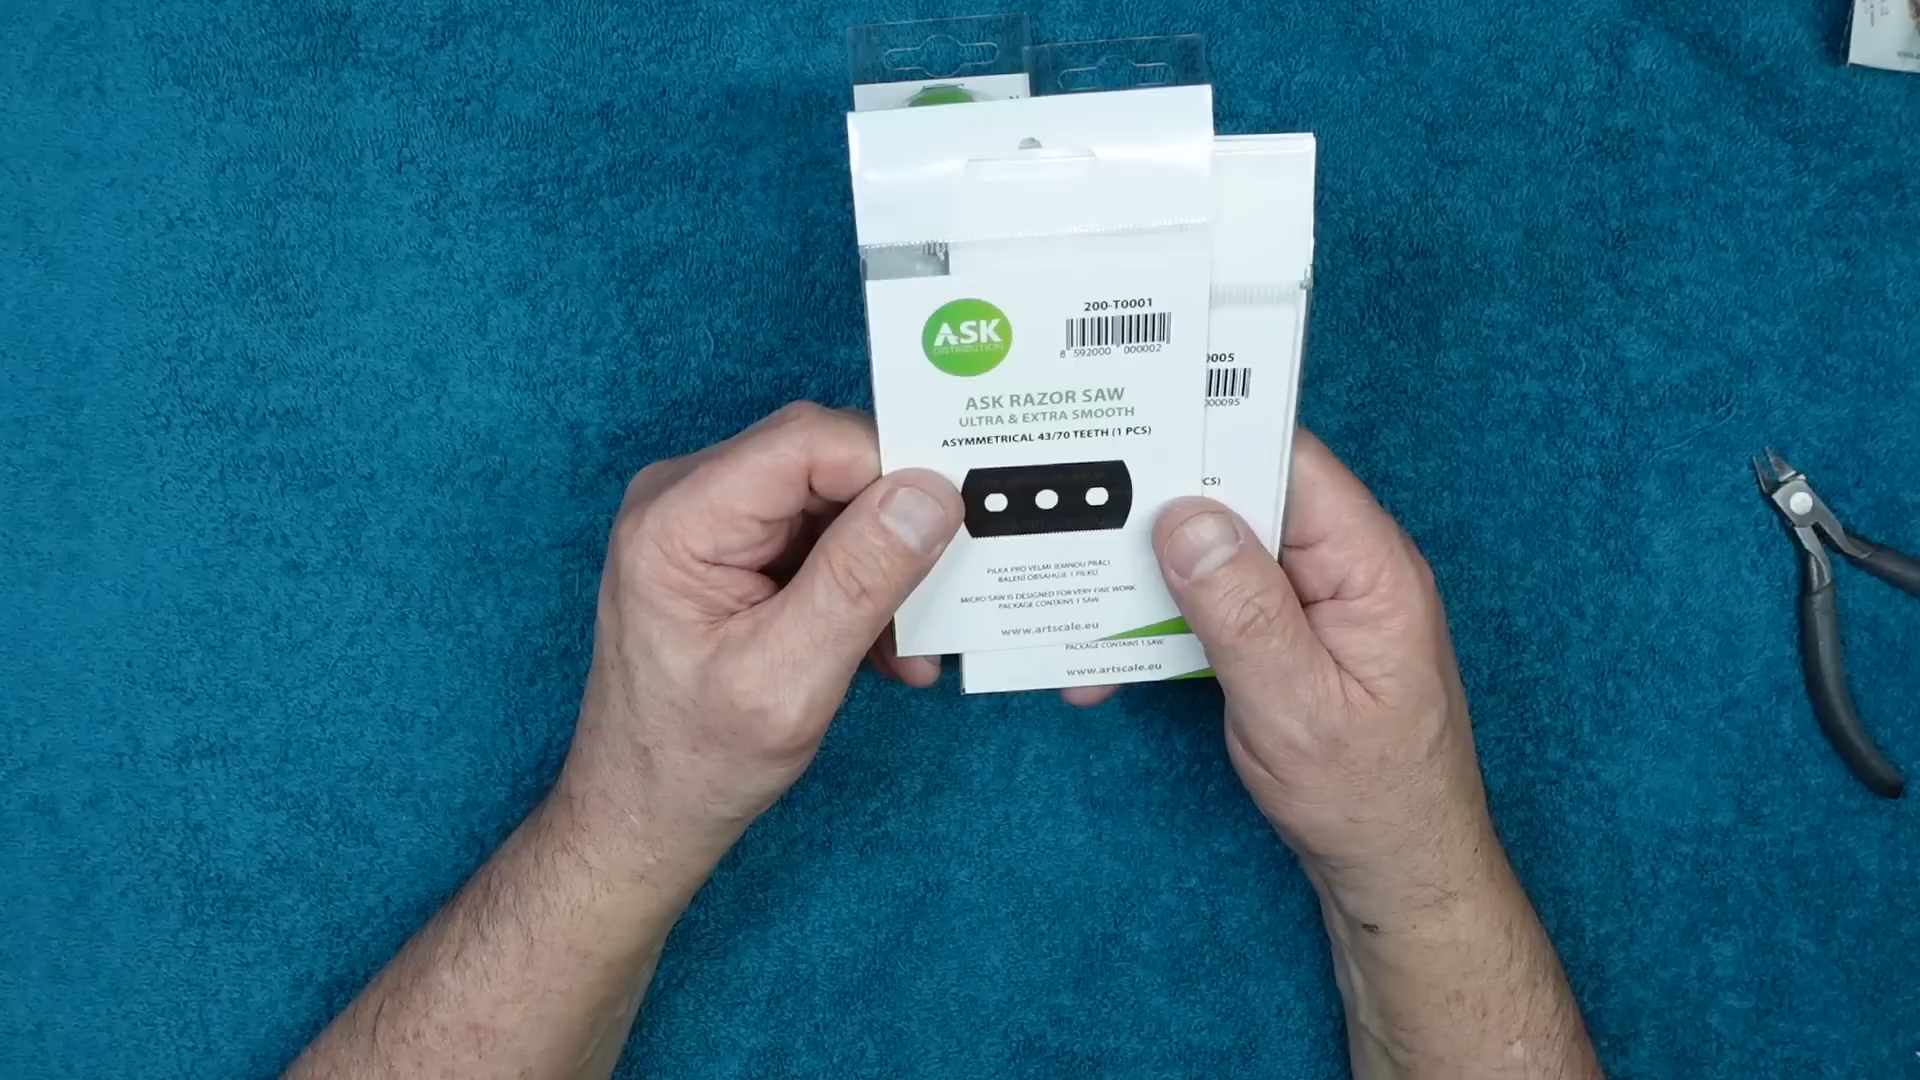 200-T0001
ASK
DISTRIBUTION
8 592000 000002
ASK RAZOR SAW
ULTRA & EXTRA SMOOTH
ASYMMETRICAL 43/70 TEETH (1 PCS)
PILKA PRO VELMI JEMNOU PRÁCI
BALENÍ OBSAHUJE 1 PILKU.
MICRO SAW IS DESIGNED FOR VERY FINE WORK.
PACKAGE CONTAINS 1 SAW.
www.artscale.eu
0005
000095
PCS)
PACKAGE CONTAINS 1 SAW.
www.artscale.eu